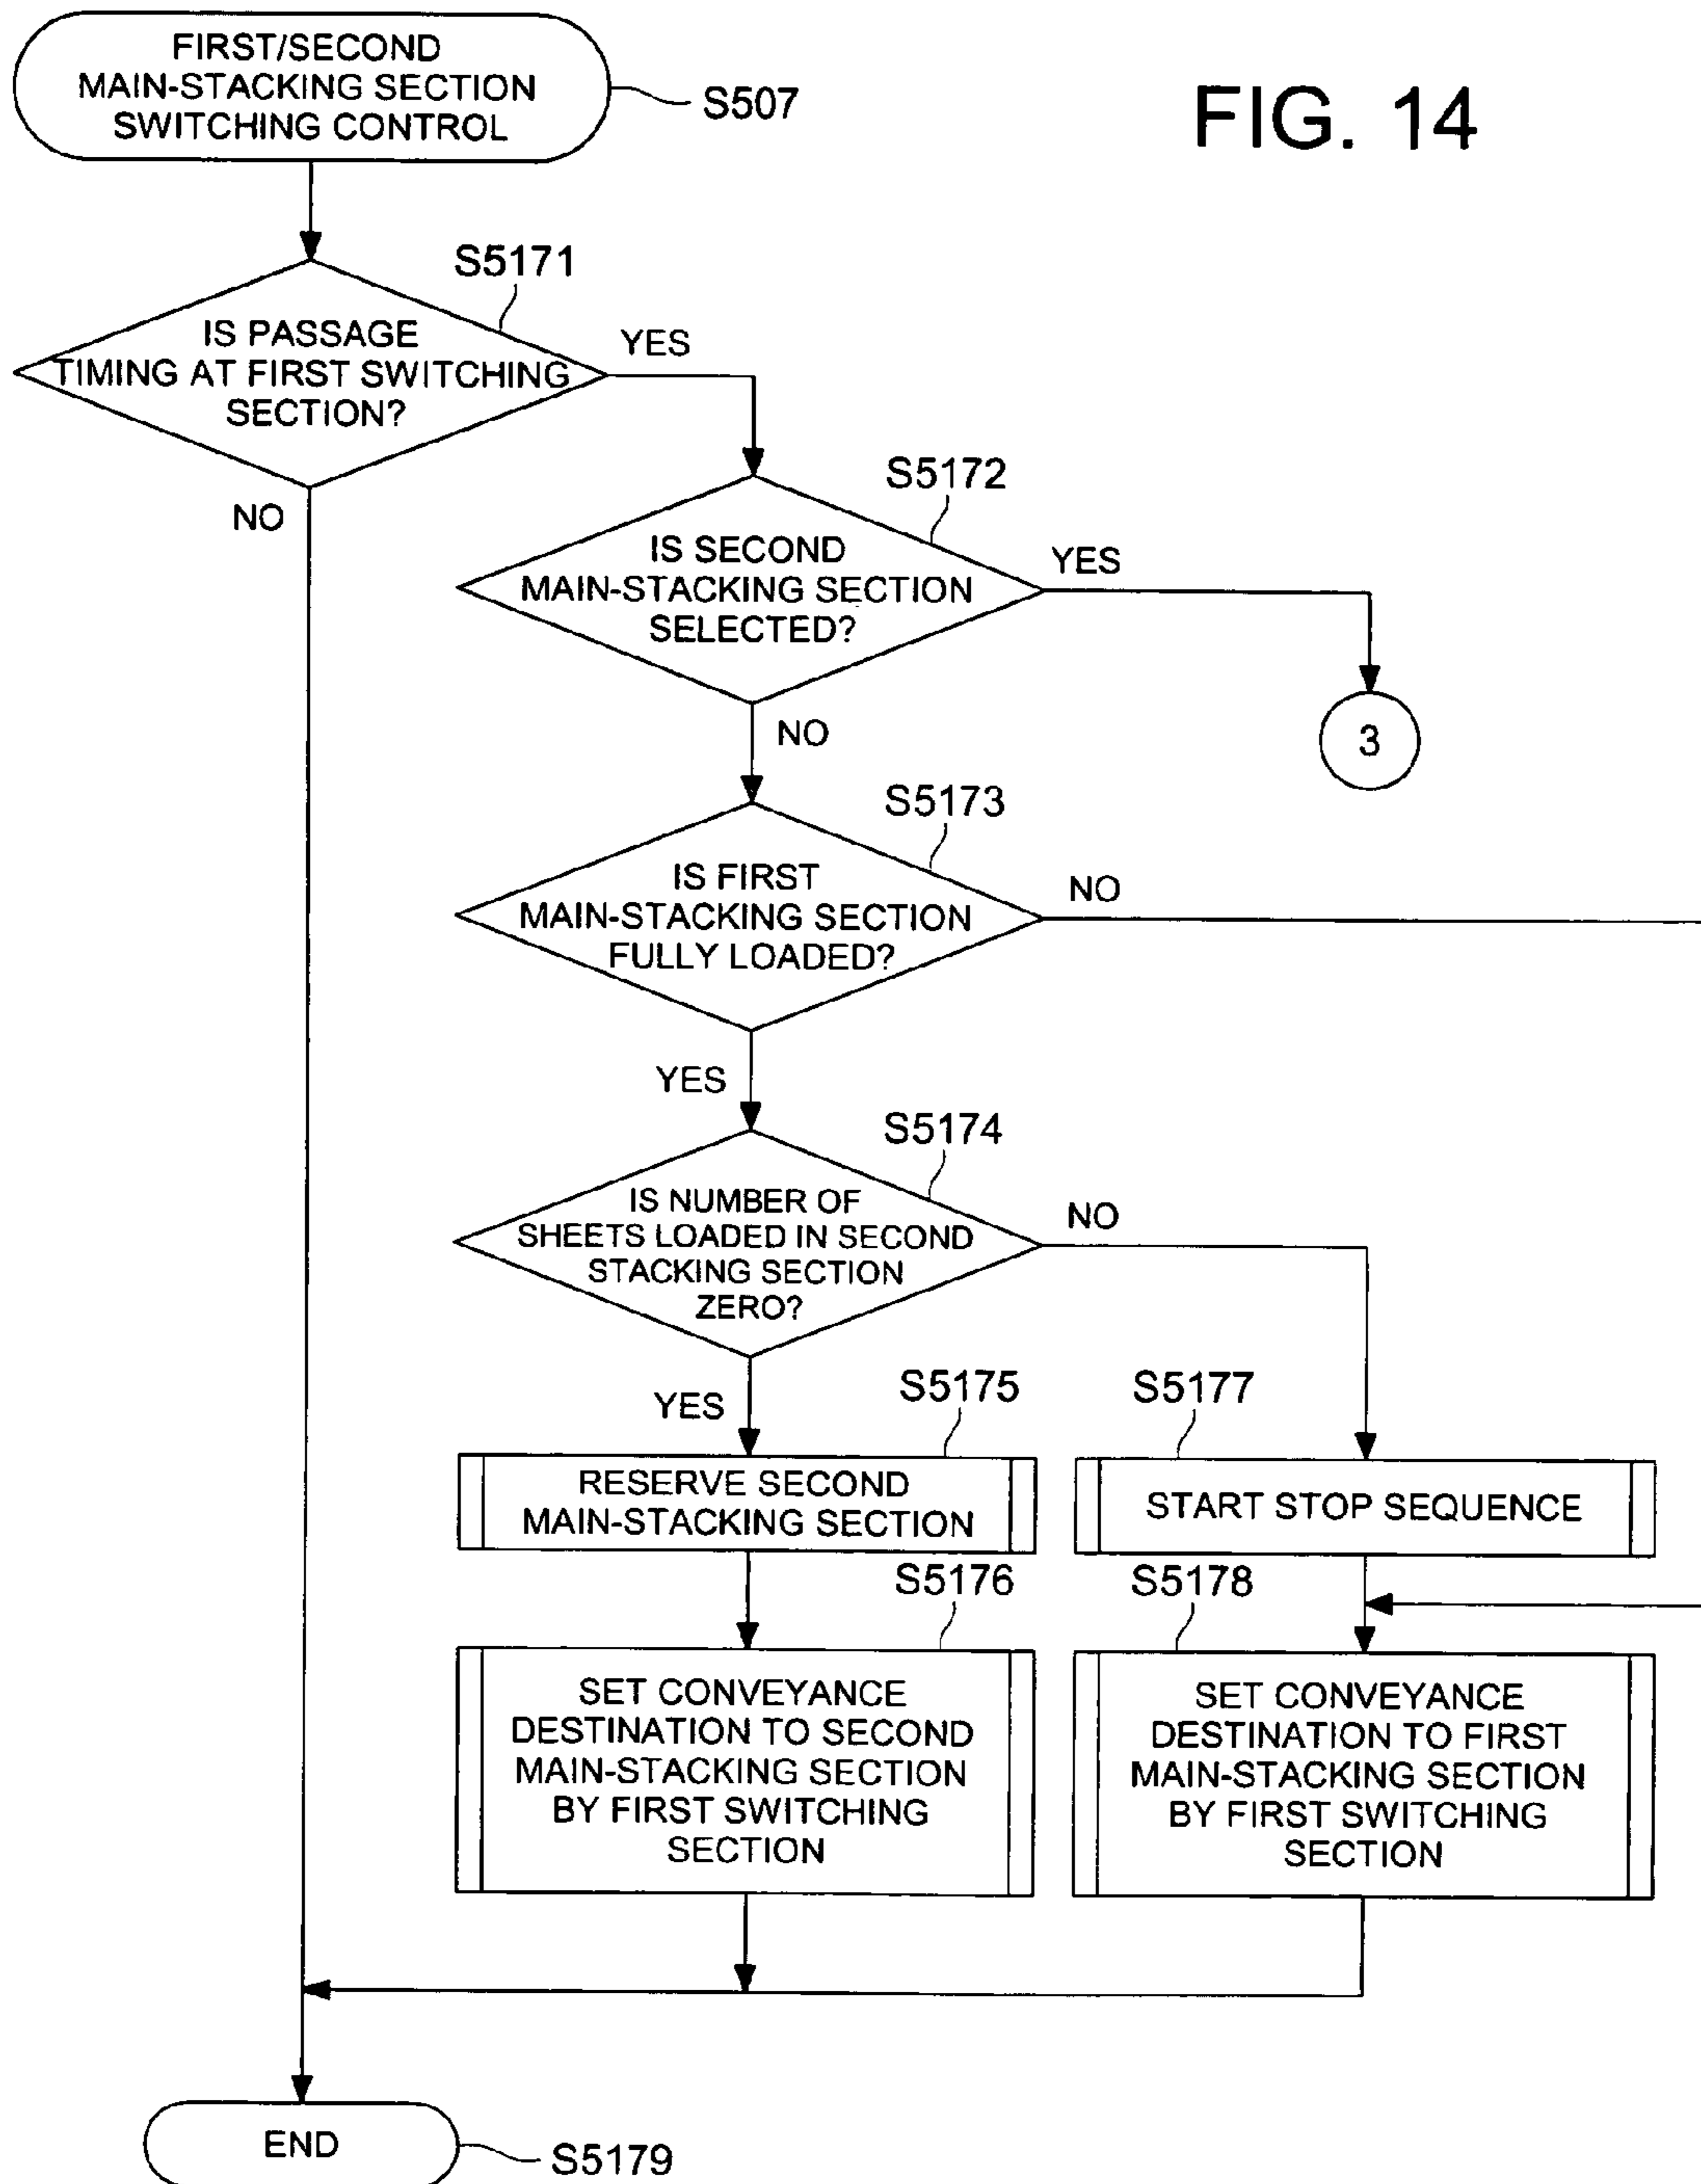 FIRST/SECOND
MAIN-STACKING SECTION
SWITCHING CONTROL
S507
FIG. 14
S5171
IS PASSAGE
TIMING AT FIRST SWITCHING
SECTION?
YES
NO
S5172
IS SECOND
MAIN-STACKING SECTION
SELECTED?
YES
NO
3
S5173
IS FIRST
MAIN-STACKING SECTION
FULLY LOADED?
NO
YES
S5174
IS NUMBER OF
SHEETS LOADED IN SECOND
STACKING SECTION
ZERO?
NO
YES
S5175
RESERVE SECOND
MAIN-STACKING SECTION
S5177
START STOP SEQUENCE
S5176
SET CONVEYANCE
DESTINATION TO SECOND
MAIN-STACKING SECTION
BY FIRST SWITCHING
SECTION
S5178
SET CONVEYANCE
DESTINATION TO FIRST
MAIN-STACKING SECTION
BY FIRST SWITCHING
SECTION
END
S5179